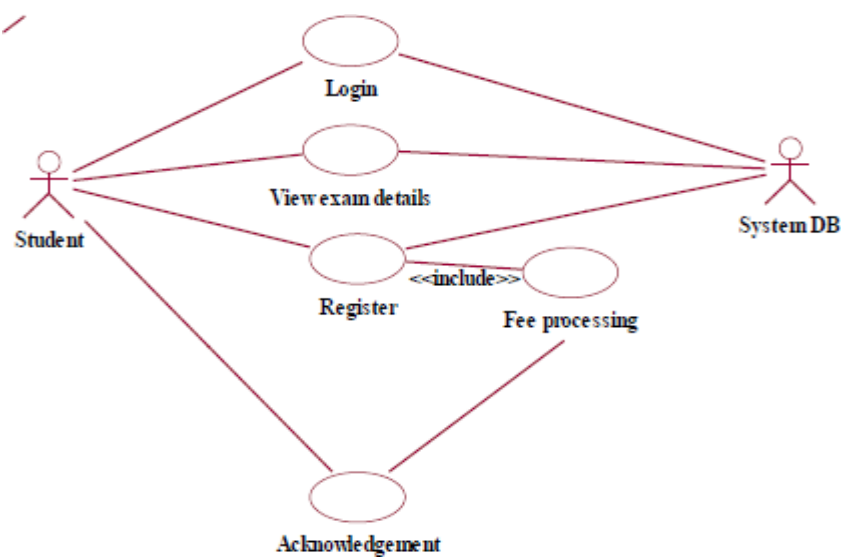 Login
View exam details
Student
System DB
<<include>>
Register
Fee processing
Acknowledgement